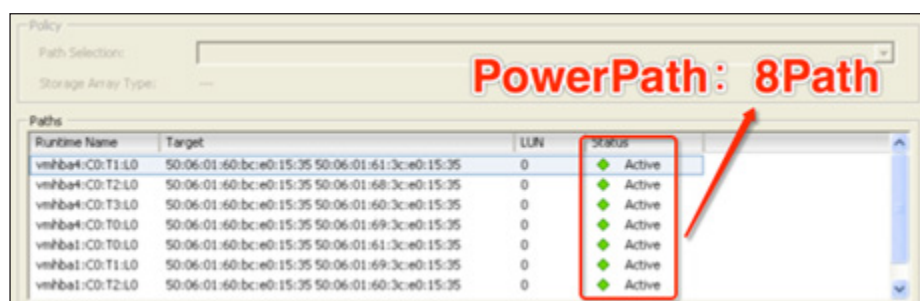 Policy
Path Selection:
Storage Array Type: ---
PowerPath：8Path
Paths
Runtime Name Target LUN Status
vmhba4:C0:T1:L0 50:06:01:60:bc:e0:15:35 50:06:01:61:3c:e0:15:35 0 Active
vmhba4:C0:T2:L0 50:06:01:60:bc:e0:15:35 50:06:01:68:3c:e0:15:35 0 Active
vmhba4:C0:T3:L0 50:06:01:60:bc:e0:15:35 50:06:01:60:3c:e0:15:35 0 Active
vmhba4:C0:T0:L0 50:06:01:60:bc:e0:15:35 50:06:01:69:3c:e0:15:35 0 Active
vmhba1:C0:T0:L0 50:06:01:60:bc:e0:15:35 50:06:01:61:3c:e0:15:35 0 Active
vmhba1:C0:T1:L0 50:06:01:60:bc:e0:15:35 50:06:01:69:3c:e0:15:35 0 Active
vmhba1:C0:T2:L0 50:06:01:60:bc:e0:15:35 50:06:01:60:3c:e0:15:35 0 Active